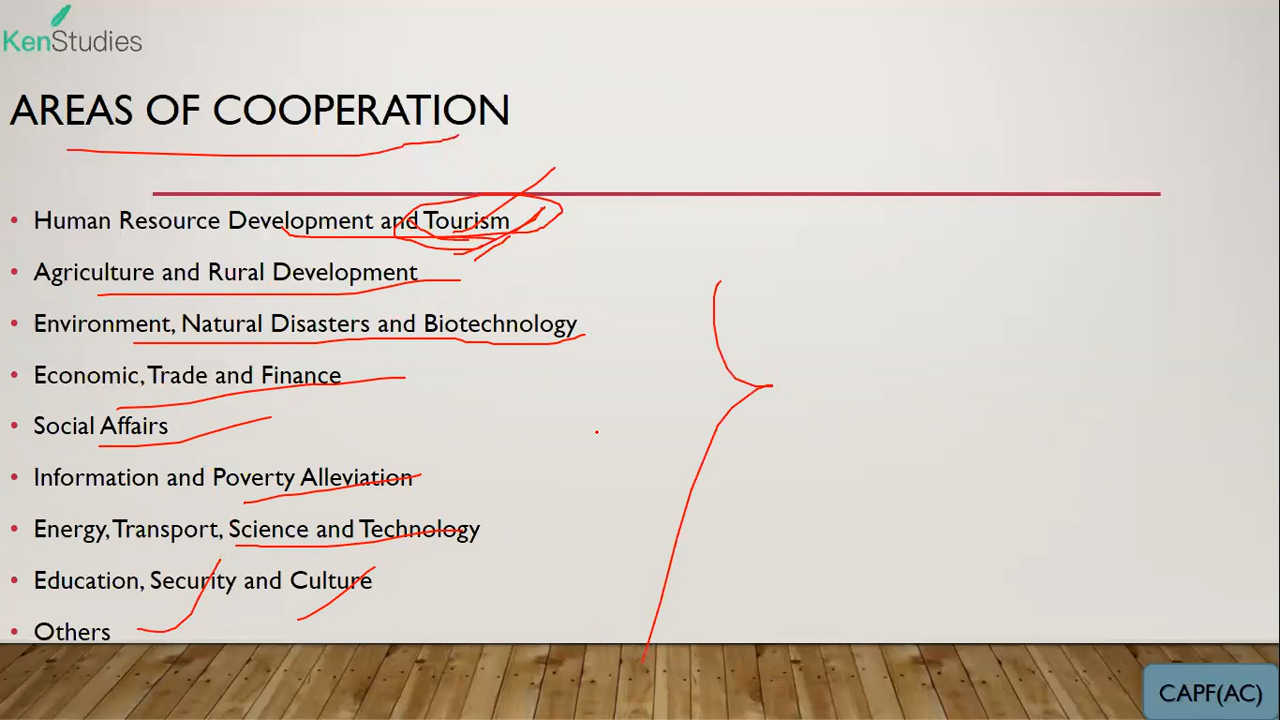 KenStudies
AREAS OF COOPERATION
• Human Resource Development and Tourism
• Agriculture and Rural Development
• Environment, Natural Disasters and Biotechnology
• Economic, Trade and Finance
• Social Affairs
• Information and Poverty Alleviation
• Energy, Transport, Science and Technology
• Education, Security and Culture
• Others
CAPF(AC)